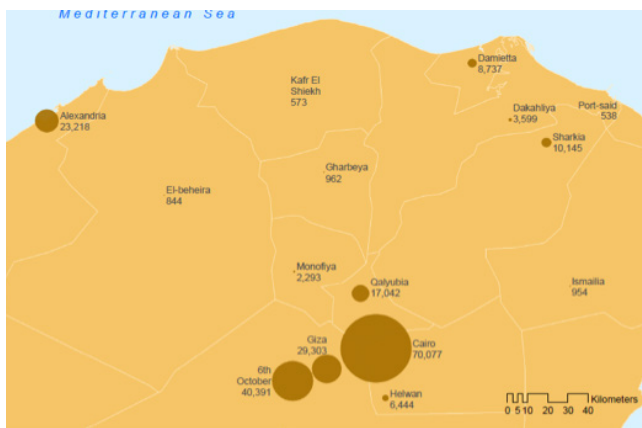 Mediterranean Sea
Damietta
8,737
Kafr El
Shiekh
573
Dakahliya
3,599
Port-said
538
Alexandria
23,218
Sharkia
10,145
Gharbeya
962
El-beheira
844
Monofiya
2,293
Qalyubia
17,042
Ismailia
954
Giza
29,303
Cairo
70,077
6th
October
40,391
Helwan
6,444
Kilometers
0 5 10 20 30 40